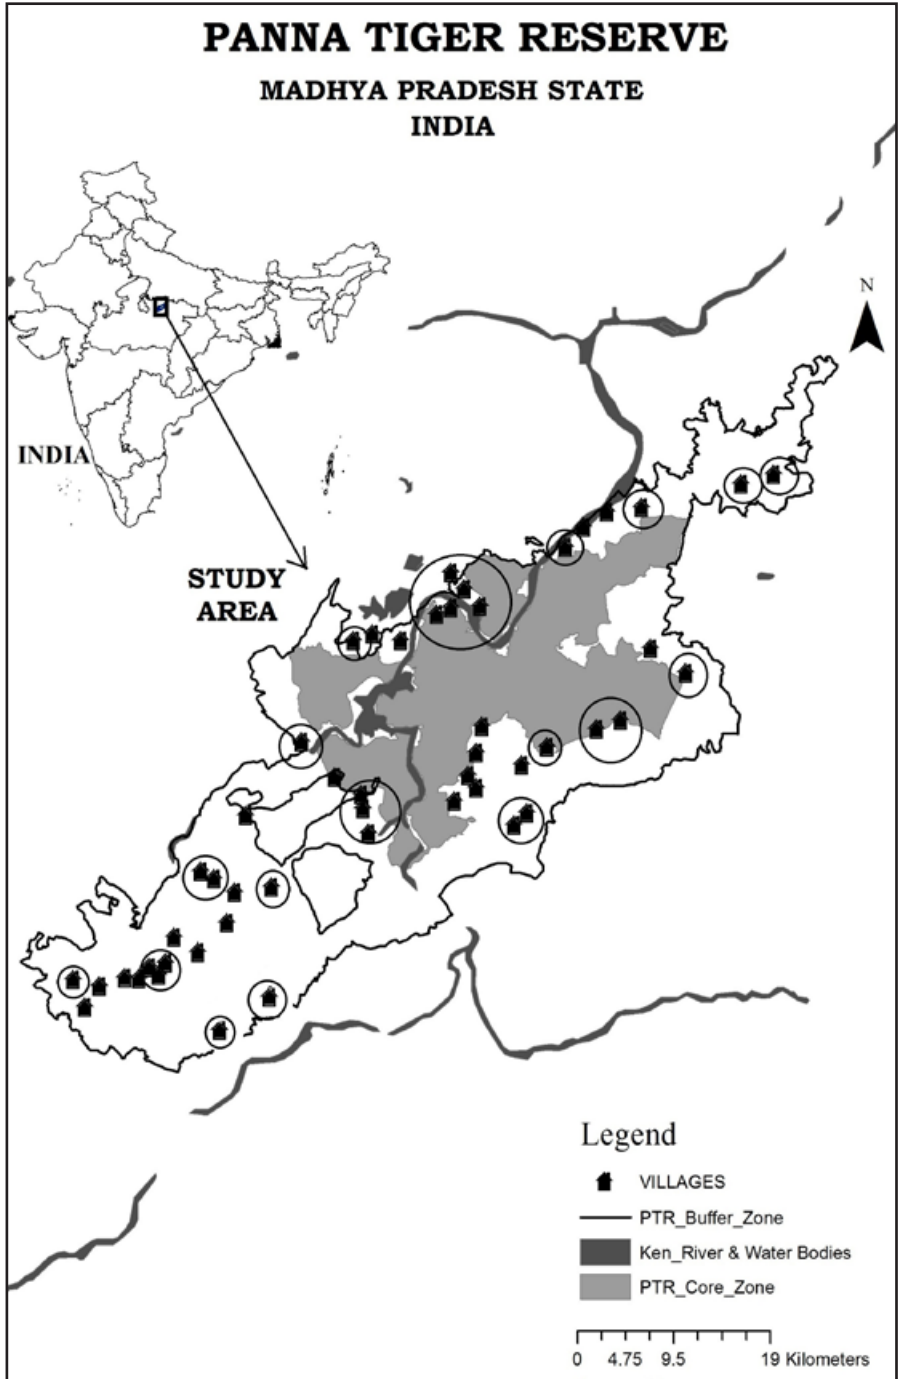 PANNA TIGER RESERVE
MADHYA PRADESH STATE
INDIA
N
INDIA
STUDY
AREA
Legend
VILLAGES
PTR_Buffer_Zone
Ken_River & Water Bodies
PTR_Core_Zone
0 4.75 9.5 19 Kilometers